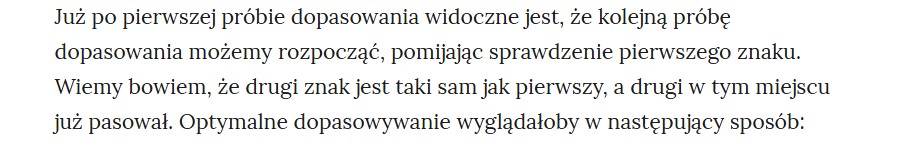 Już po pierwszej próbie dopasowania widoczne jest, że kolejną próbę
dopasowania możemy rozpocząć, pomijając sprawdzenie pierwszego znaku.
Wiemy bowiem, że drugi znak jest taki sam jak pierwszy, a drugi w tym miejscu
już pasował. Optymalne dopasowywanie wyglądałoby w następujący sposób: